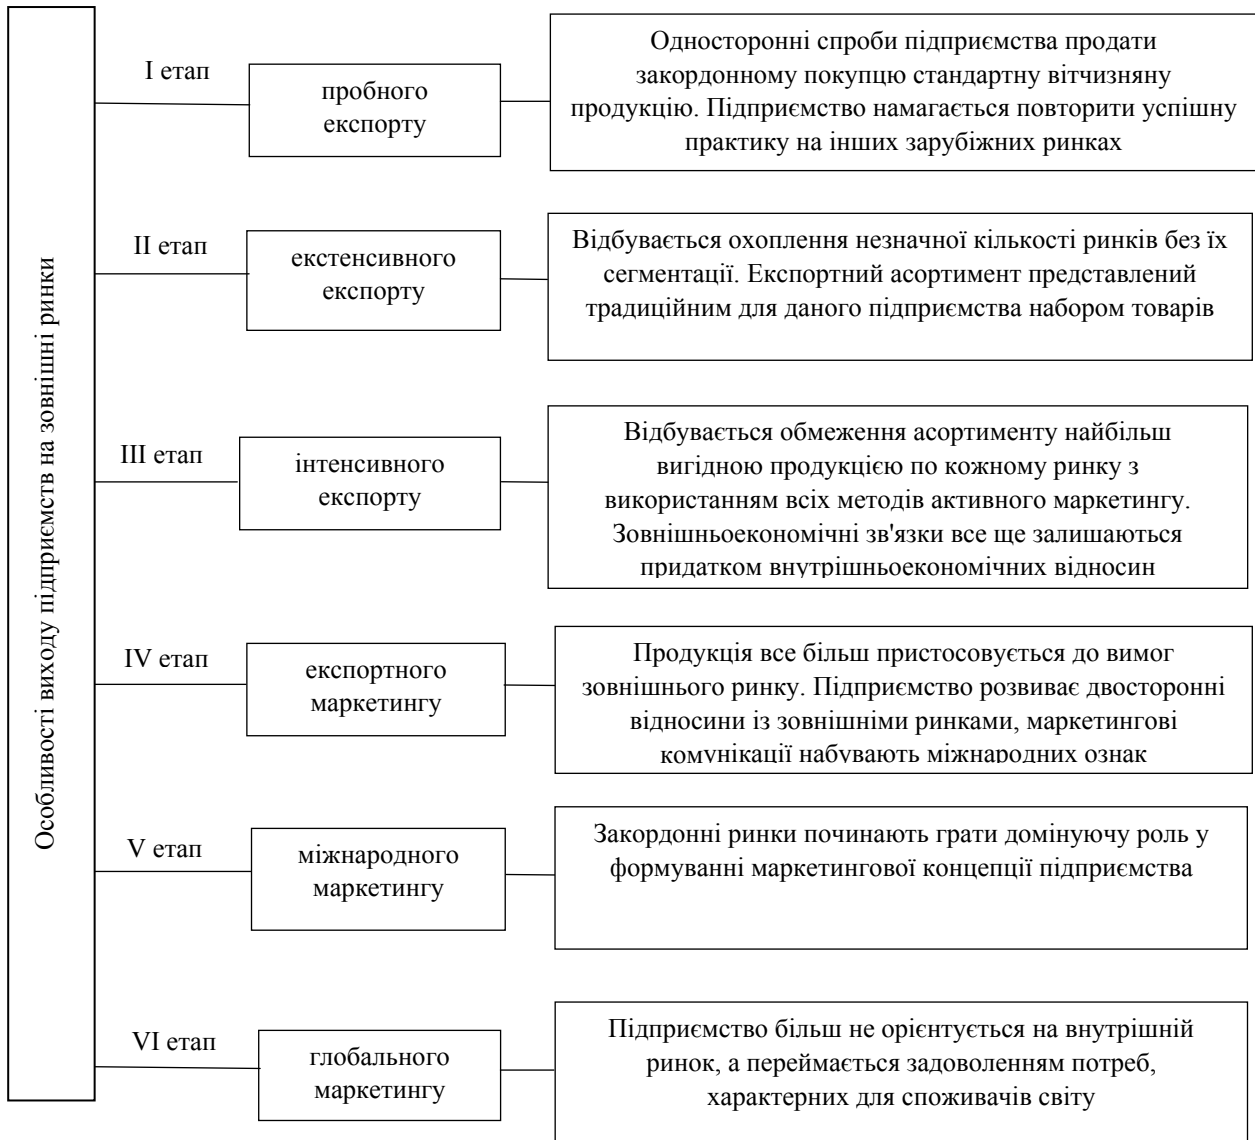 Особливості виходу підприємств на зовнішні ринки
I етап
пробного
експорту
Односторонні спроби підприємства продати
закордонному покупцю стандартну вітчизняну
продукцію. Підприємство намагається повторити успішну
практику на інших зарубіжних ринках
II етап
екстенсивного
експорту
Відбувається охоплення незначної кількості ринків без їх
сегментації. Експортний асортимент представлений
традиційним для даного підприємства набором товарів
III етап
інтенсивного
експорту
Відбувається обмеження асортименту найбільш
вигідною продукцією по кожному ринку з
використанням всіх методів активного маркетингу.
Зовнішньоекономічні зв'язки все ще залишаються
придатком внутрішньоекономічних відносин
IV етап
експортного
маркетингу
Продукція все більш пристосовується до вимог
зовнішнього ринку. Підприємство розвиває двосторонні
відносини із зовнішніми ринками, маркетингові
комунікації набувають міжнародних ознак
V етап
міжнародного
маркетингу
Закордонні ринки починають грати домінуючу роль у
формуванні маркетингової концепції підприємства
VI етап
глобального
маркетингу
Підприємство більш не орієнтується на внутрішній
ринок, а переймається задоволенням потреб,
характерних для споживачів світу